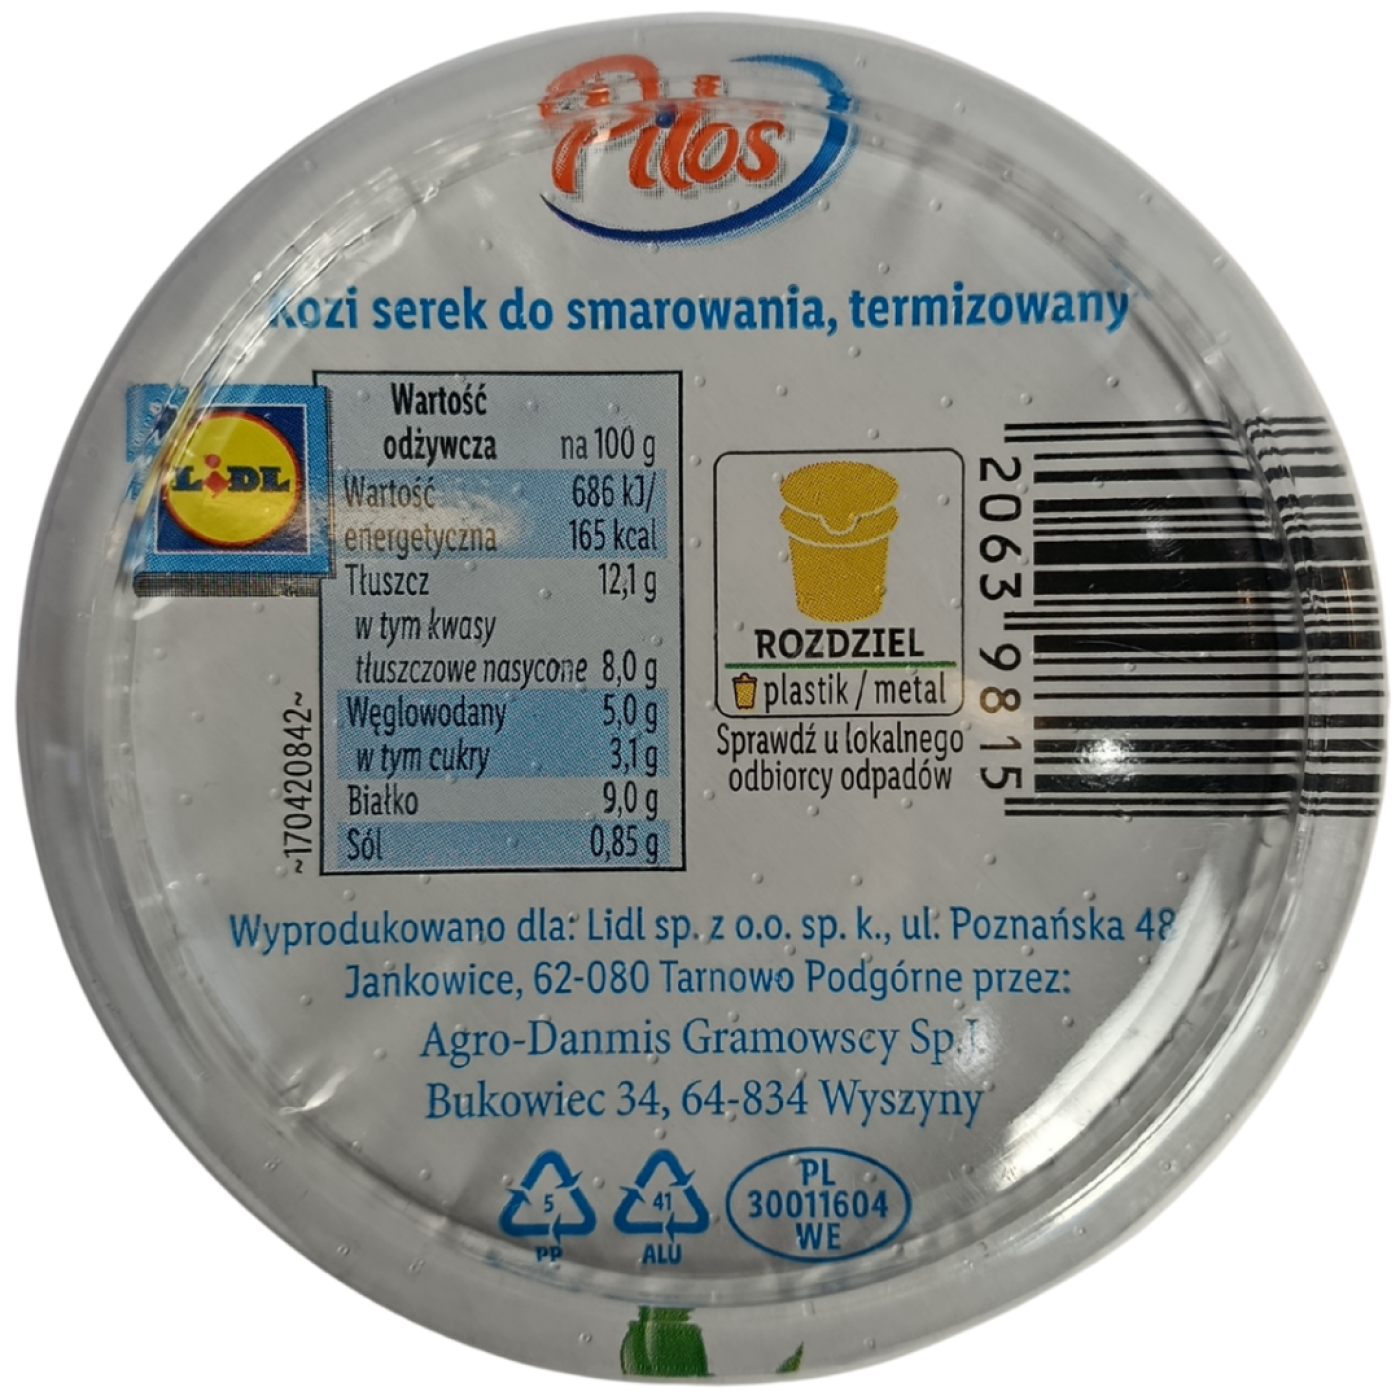 Pilos
Kozi serek do smarowania, termizowany
LIDL
Wartość
odżywcza na 100 g
Wartość 686 kJ/
energetyczna 165 kcal
Tłuszcz 12,1 g
w tym kwasy
tłuszczowe nasycone 8,0 g
Węglowodany 5,0 g
w tym cukry 3,1 g
Białko 9,0 g
Sól 0,85 g
~170420842~
ROZDZIEL
plastik / metal
Sprawdź u lokalnego
odbiorcy odpadów
2063 9815
Wyprodukowano dla: Lidl sp. z o.o. sp. k., ul. Poznańska 48
Jankowice, 62-080 Tarnowo Podgórne przez:
Agro-Danmis Gramowscy Sp.J.
Bukowiec 34, 64-834 Wyszyny
5
PP
41
ALU
PL
30011604
WE